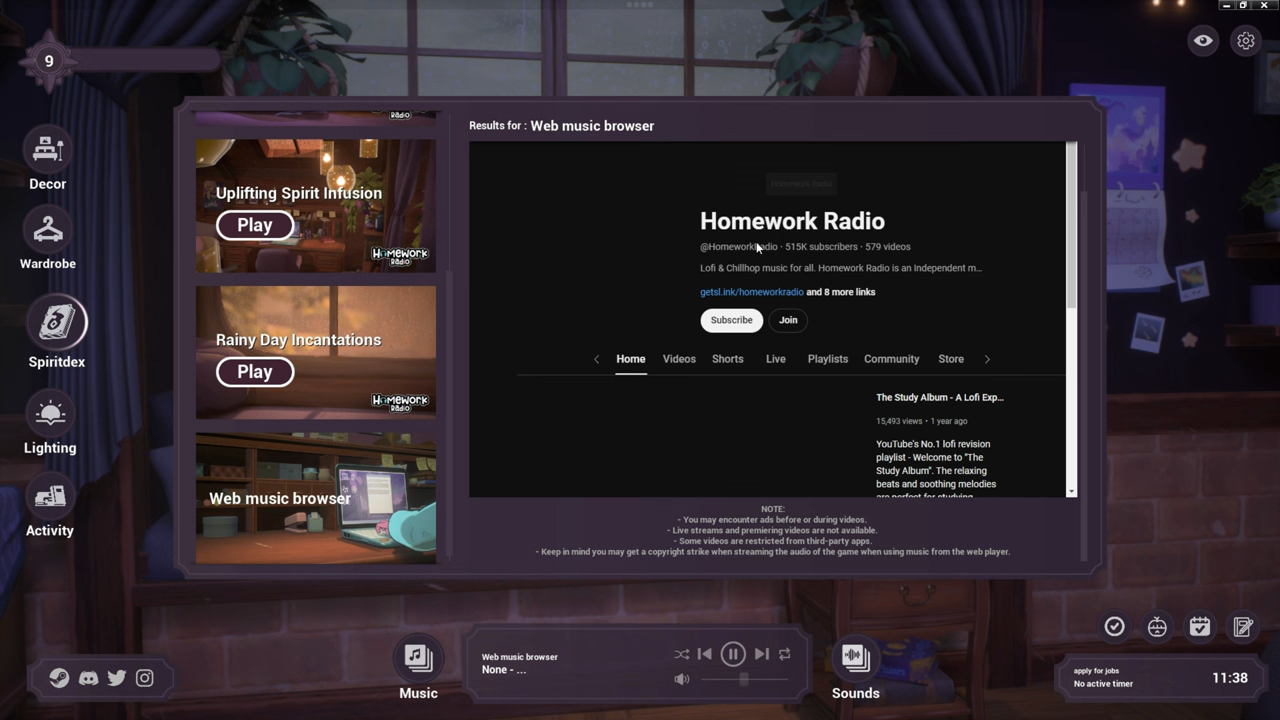 9
Decor
Wardrobe
Spiritdex
Lighting
Activity
RADIO
Uplifting Spirit Infusion
Play
HOMEWORK
RADIO
Rainy Day Incantations
Play
HOMEWORK
RADIO
Web music browser
Results for : Web music browser
Homework Radio
Homework Radio
@HomeworkRadio · 515K subscribers · 579 videos
Lofi & Chillhop music for all. Homework Radio is an Independent m...
getsl.ink/homeworkradio and 8 more links
Subscribe
Join
Home Videos Shorts Live Playlists Community Store
The Study Album - A Lofi Exp...
15,493 views • 1 year ago
YouTube's No.1 lofi revision
playlist - Welcome to "The
Study Album". The relaxing
beats and soothing melodies
are perfect for studying
NOTE:
- You may encounter ads before or during videos.
- Live streams and premiering videos are not available.
- Some videos are restricted from third-party apps.
- Keep in mind you may get a copyright strike when streaming the audio of the game when using music from the web player.
Music
Web music browser
None - ...
Sounds
apply for jobs
No active timer
11:38